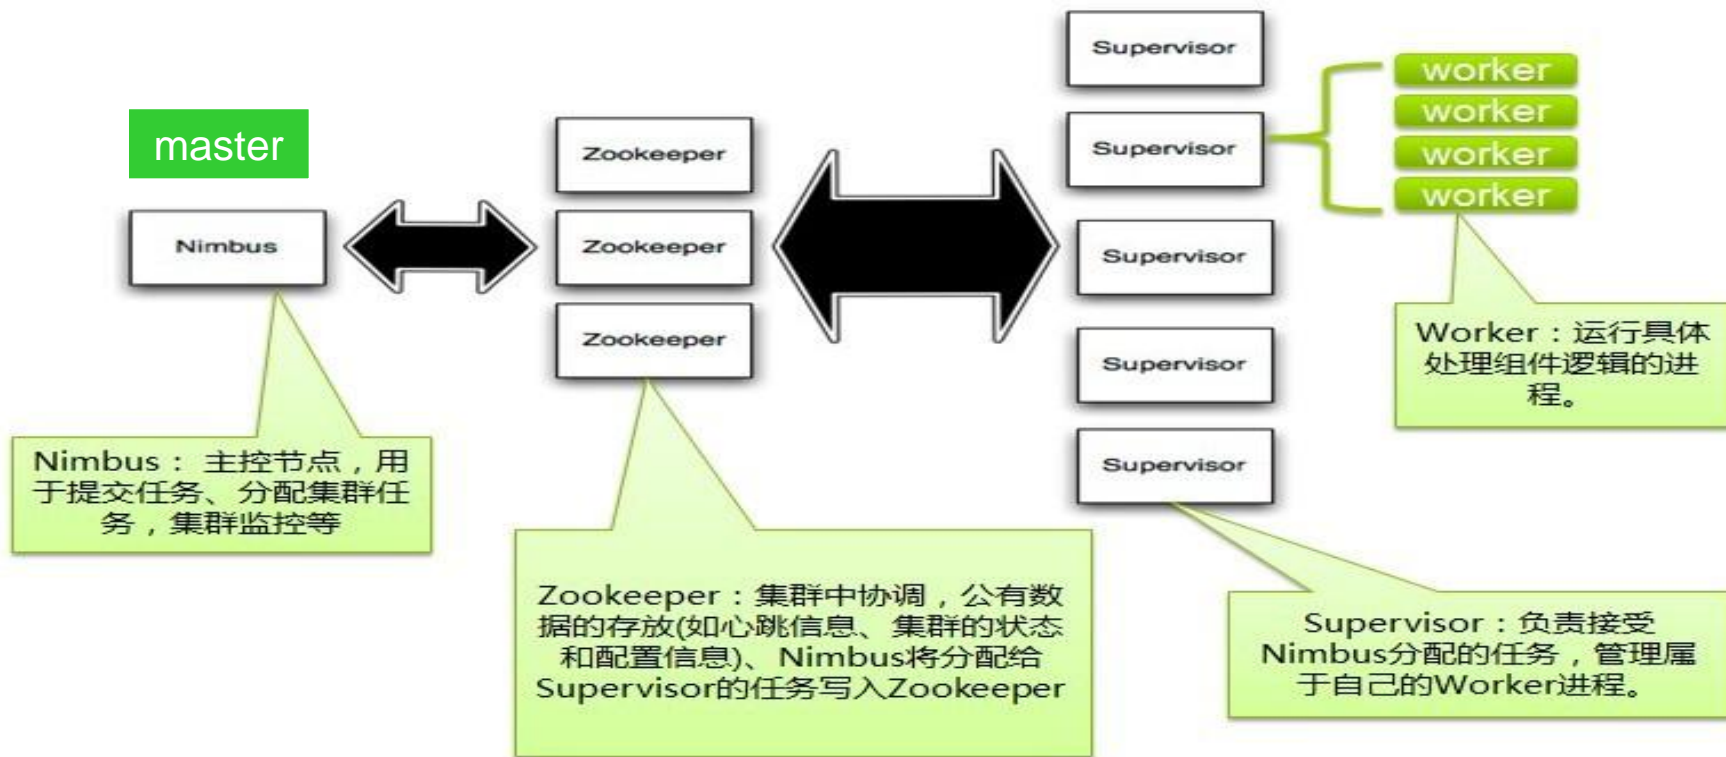 master
Nimbus
Zookeeper
Zookeeper
Zookeeper
Supervisor
Supervisor
Supervisor
Supervisor
Supervisor
worker
worker
worker
worker
Nimbus： 主控节点，用
于提交任务、分配集群任
务，集群监控等
Zookeeper：集群中协调，公有数
据的存放(如心跳信息、集群的状态
和配置信息)、Nimbus将分配给
Supervisor的任务写入Zookeeper
Worker：运行具体
处理组件逻辑的进
程。
Supervisor：负责接受
Nimbus分配的任务，管理属
于自己的Worker进程。